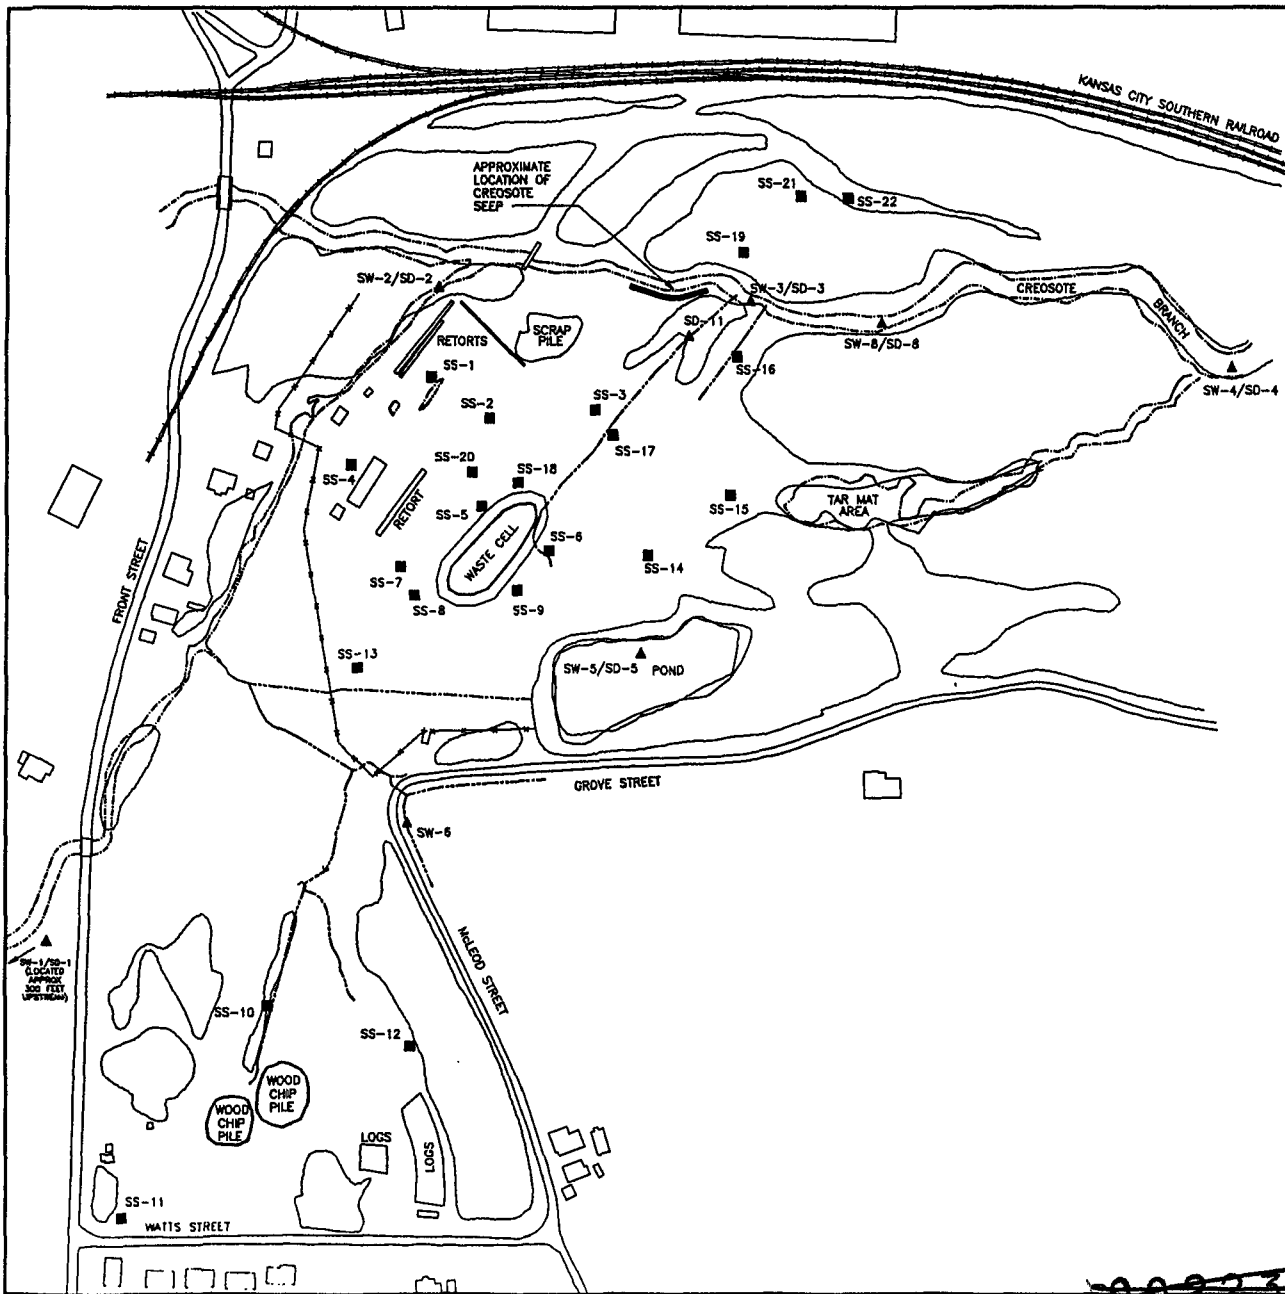 KANSAS CITY SOUTHERN RAILROAD
APPROXIMATE
LOCATION OF
CREOSOTE
SEEP
SS-21
SS-22
SS-19
SW-2/SD-2
SW-3/SD-3
CREOSOTE
BRANCH
SD-11
SCRAP
PILE
RETORTS
SW-8/SD-8
SS-16
SS-1
SW-4/SD-4
SS-3
SS-2
SS-17
SS-20
SS-18
SS-4
RETORT
SS-5
SS-15
TAR MAT
AREA
WASTE CELL
SS-6
SS-14
SS-7
SS-8
SS-9
FRONT STREET
SS-13
SW-5/SD-5
POND
GROVE STREET
SW-6
McLEOD STREET
SW-1/SD-1
(LOCATED
APPROX
300 FEET
UPSTREAM)
SS-10
SS-12
WOOD
CHIP
PILE
WOOD
CHIP
PILE
LOGS
LOGS
SS-11
WATTS STREET